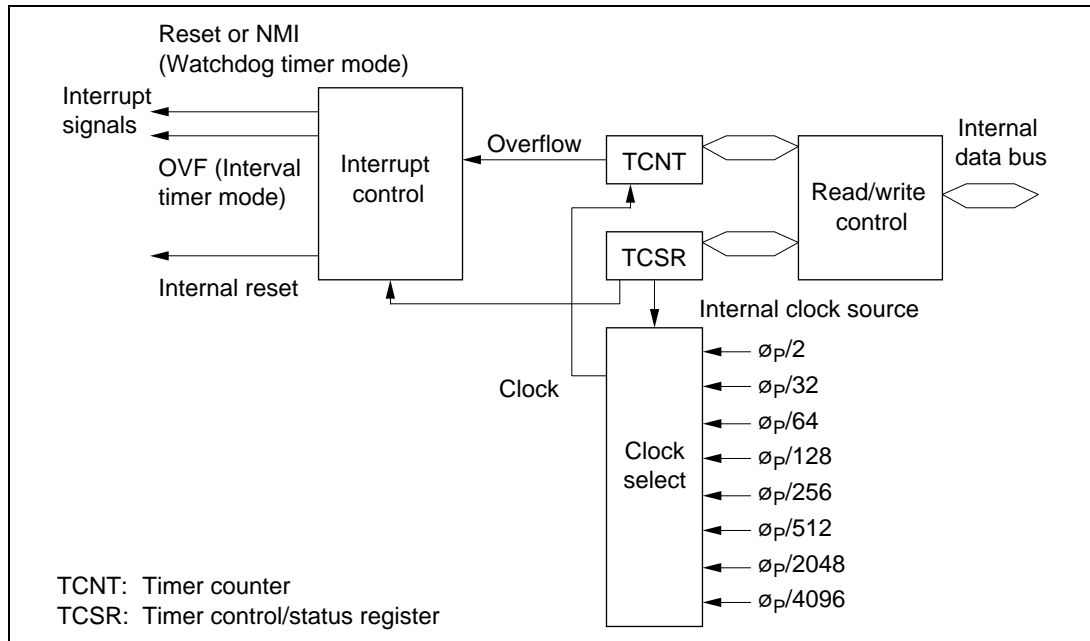 Reset or NMI
(Watchdog timer mode)
Interrupt
signals
OVF (Interval
timer mode)
Internal reset
Interrupt
control
Overflow
TCNT
TCSR
Read/write
control
Internal
data bus
Internal clock source
Clock
Clock
select
øP/2
øP/32
øP/64
øP/128
øP/256
øP/512
øP/2048
øP/4096
TCNT: Timer counter
TCSR: Timer control/status register